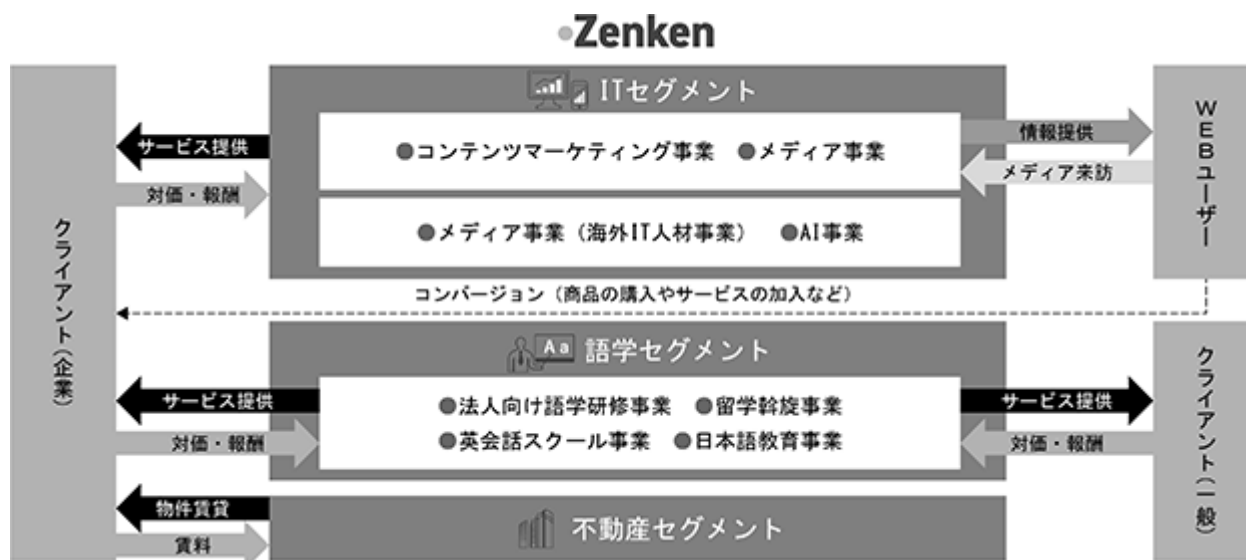 Zenken
クライアント(企業)
ITセグメント
サービス提供
対価・報酬
●コンテンツマーケティング事業 ●メディア事業
●メディア事業(海外IT人材事業) ●AI事業
情報提供
メディア来訪
WEBユーザー
コンバージョン(商品の購入やサービスの加入など)
Aa 語学セグメント
サービス提供
対価・報酬
●法人向け語学研修事業 ●留学斡旋事業
●英会話スクール事業 ●日本語教育事業
サービス提供
対価・報酬
クライアント(一般)
物件賃貸
賃料
不動産セグメント